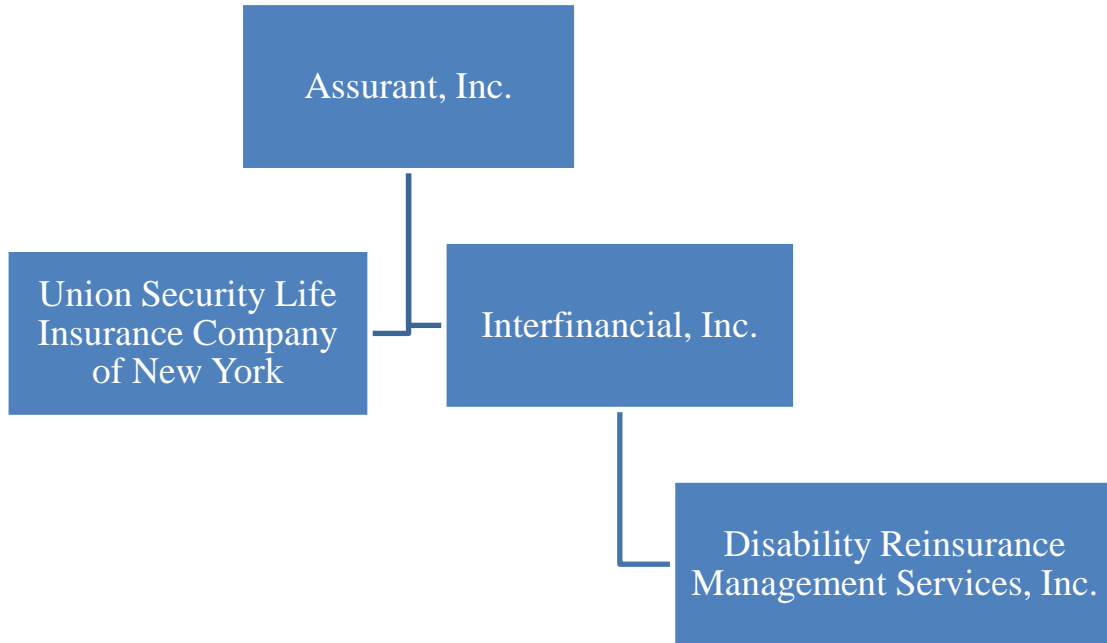 Assurant, Inc.
Union Security Life
Insurance Company
of New York
Interfinancial, Inc.
Disability Reinsurance
Management Services, Inc.